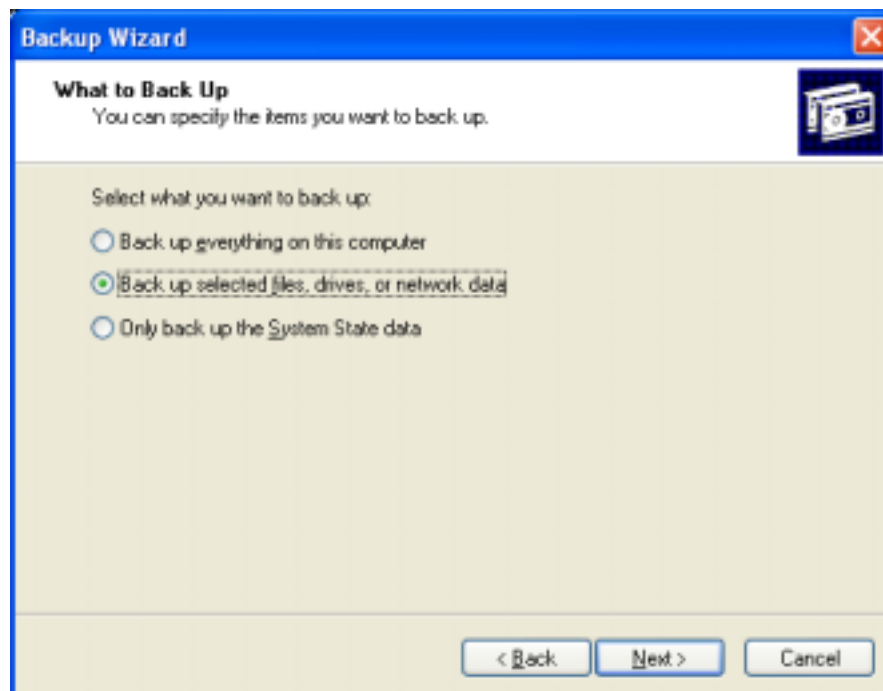 Backup Wizard
What to Back Up
You can specify the items you want to back up.
Select what you want to back up:
Back up everything on this computer
Back up selected files, drives, or network data
Only back up the System State data
< Back
Next >
Cancel